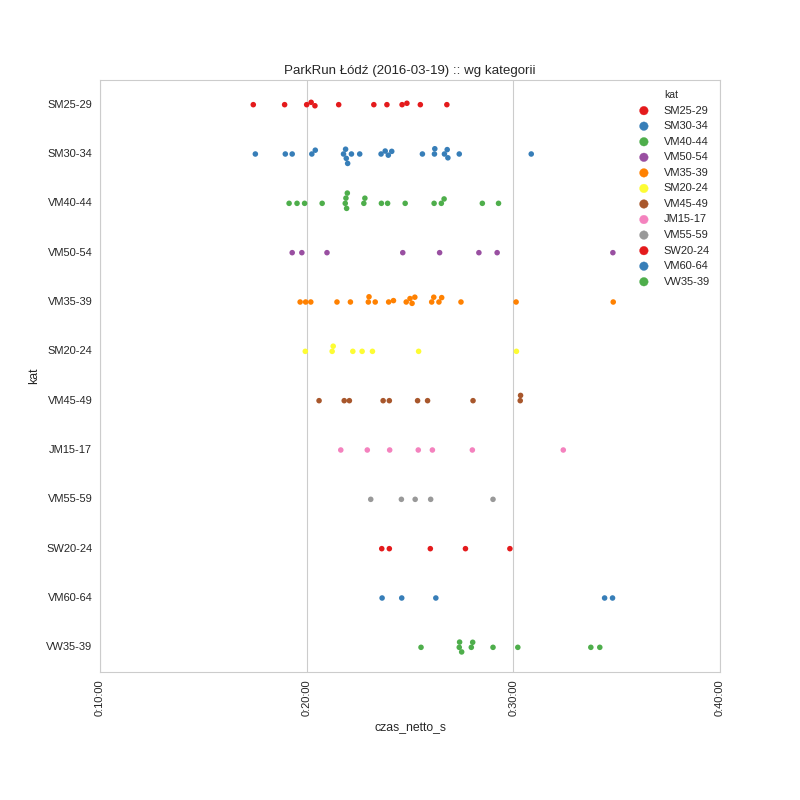 ParkRun Łódź (2016-03-19) :: wg kategorii
kat
SM25-29
SM30-34
VM40-44
VM50-54
VM35-39
SM20-24
VM45-49
JM15-17
VM55-59
SW20-24
VM60-64
VW35-39
kat
SM25-29
SM30-34
VM40-44
VM50-54
VM35-39
SM20-24
VM45-49
JM15-17
VM55-59
SW20-24
VM60-64
VW35-39
0:10:00
0:20:00
0:30:00
0:40:00
czas_netto_s